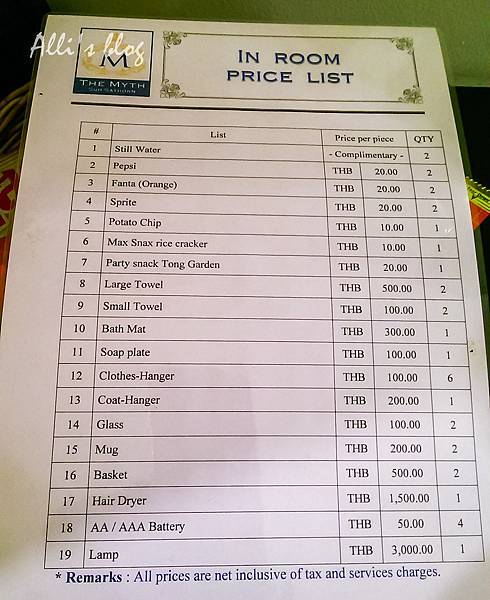 Alli's blog
M
THE MYTH
SUIT SATHORN
IN ROOM
PRICE LIST
# List Price per piece QTY
1 Still Water - Complimentary - 2
2 Pepsi THB 20.00 2
3 Fanta (Orange) THB 20.00 2
4 Sprite THB 20.00 2
5 Potato Chip THB 10.00 1
6 Max Snax rice cracker THB 10.00 1
7 Party snack Tong Garden THB 20.00 1
8 Large Towel THB 500.00 2
9 Small Towel THB 100.00 2
10 Bath Mat THB 300.00 1
11 Soap plate THB 100.00 1
12 Clothes-Hanger THB 100.00 6
13 Coat-Hanger THB 200.00 1
14 Glass THB 100.00 2
15 Mug THB 200.00 2
16 Basket THB 500.00 2
17 Hair Dryer THB 1,500.00 1
18 AA / AAA Battery THB 50.00 4
19 Lamp THB 3,000.00 1
* Remarks : All prices are net inclusive of tax and services charges.